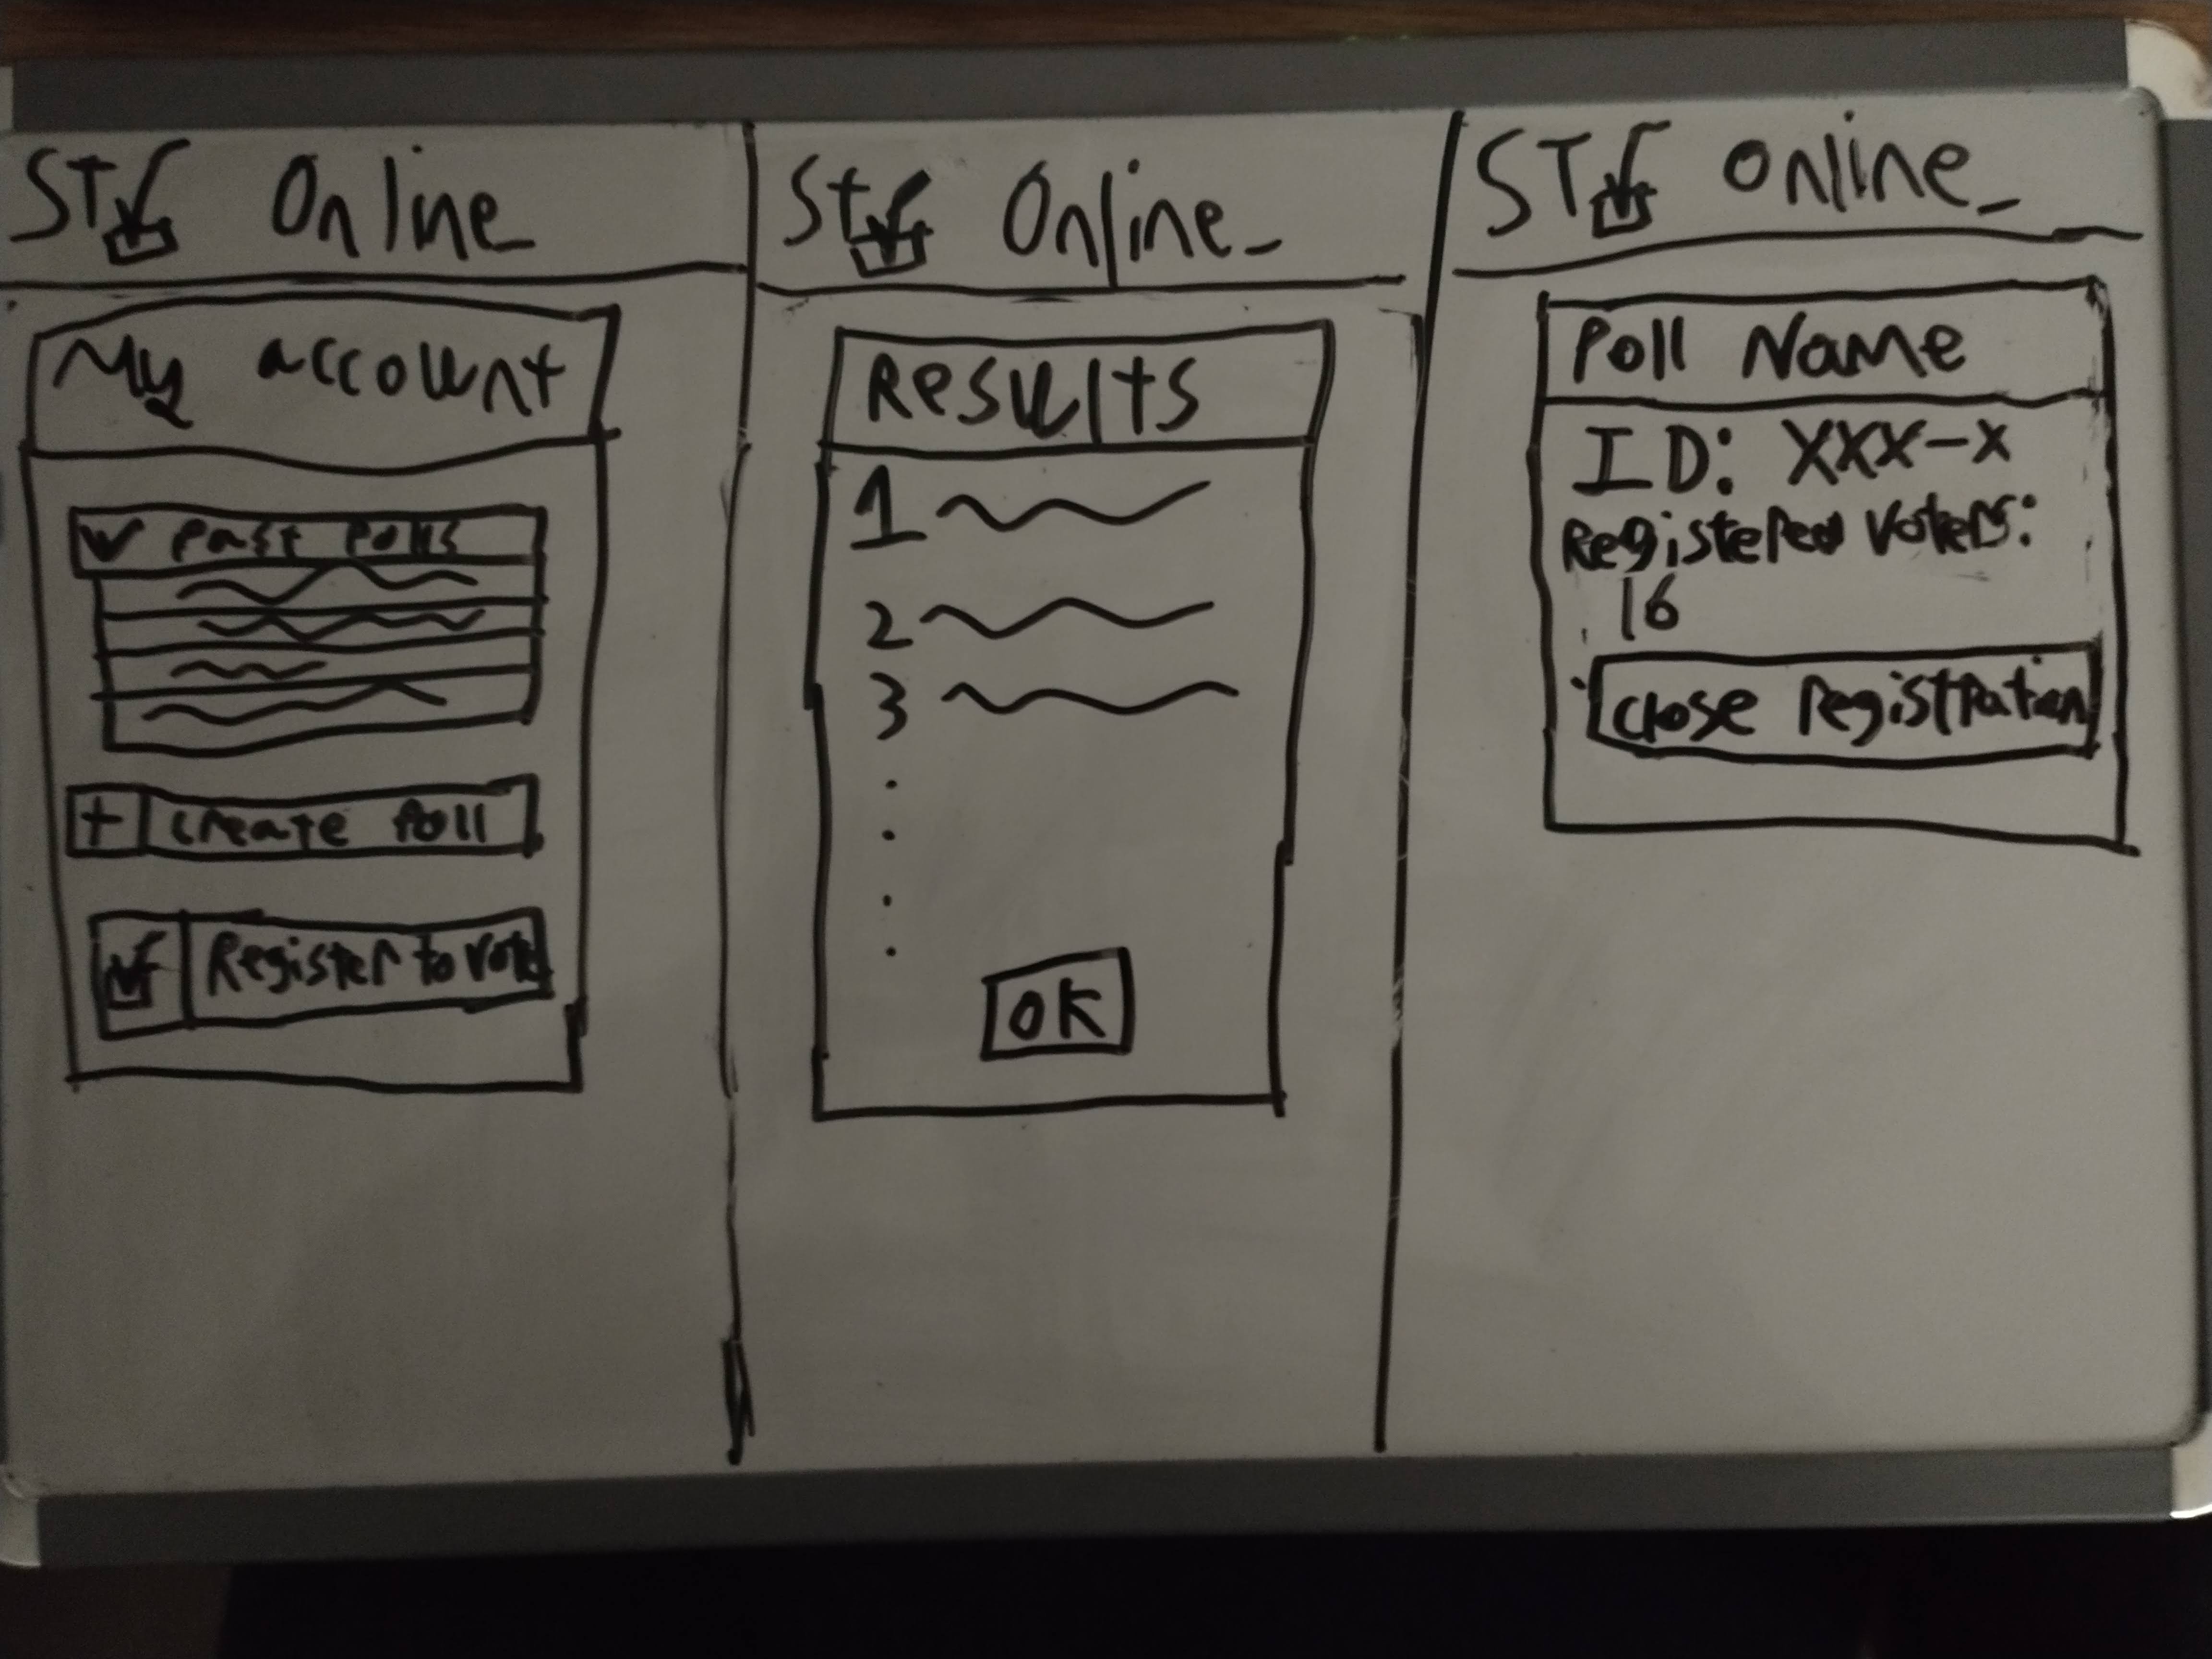 ST Online
My account
Past Polls
+ Create Poll
Register to vote
St Online
Results
1
2
3
OK
ST Online
Poll Name
ID: XXX-X
Registered Voters:
16
Close Registration